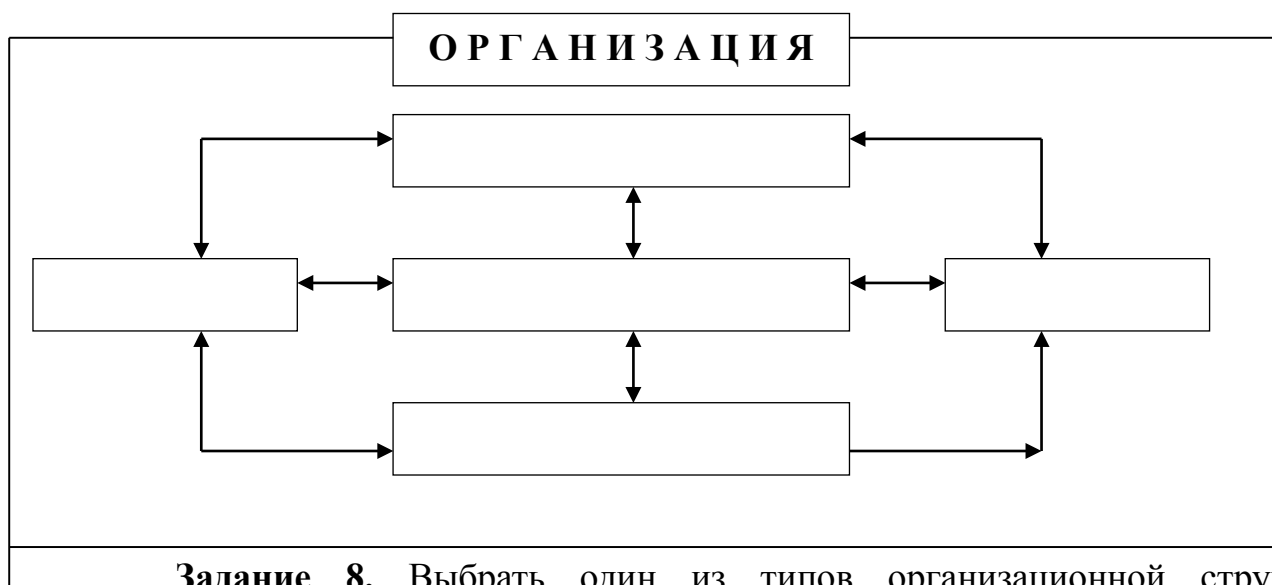 О Р Г А Н И З А Ц И Я
Задание 8. Выбрать один из типов организационной стру